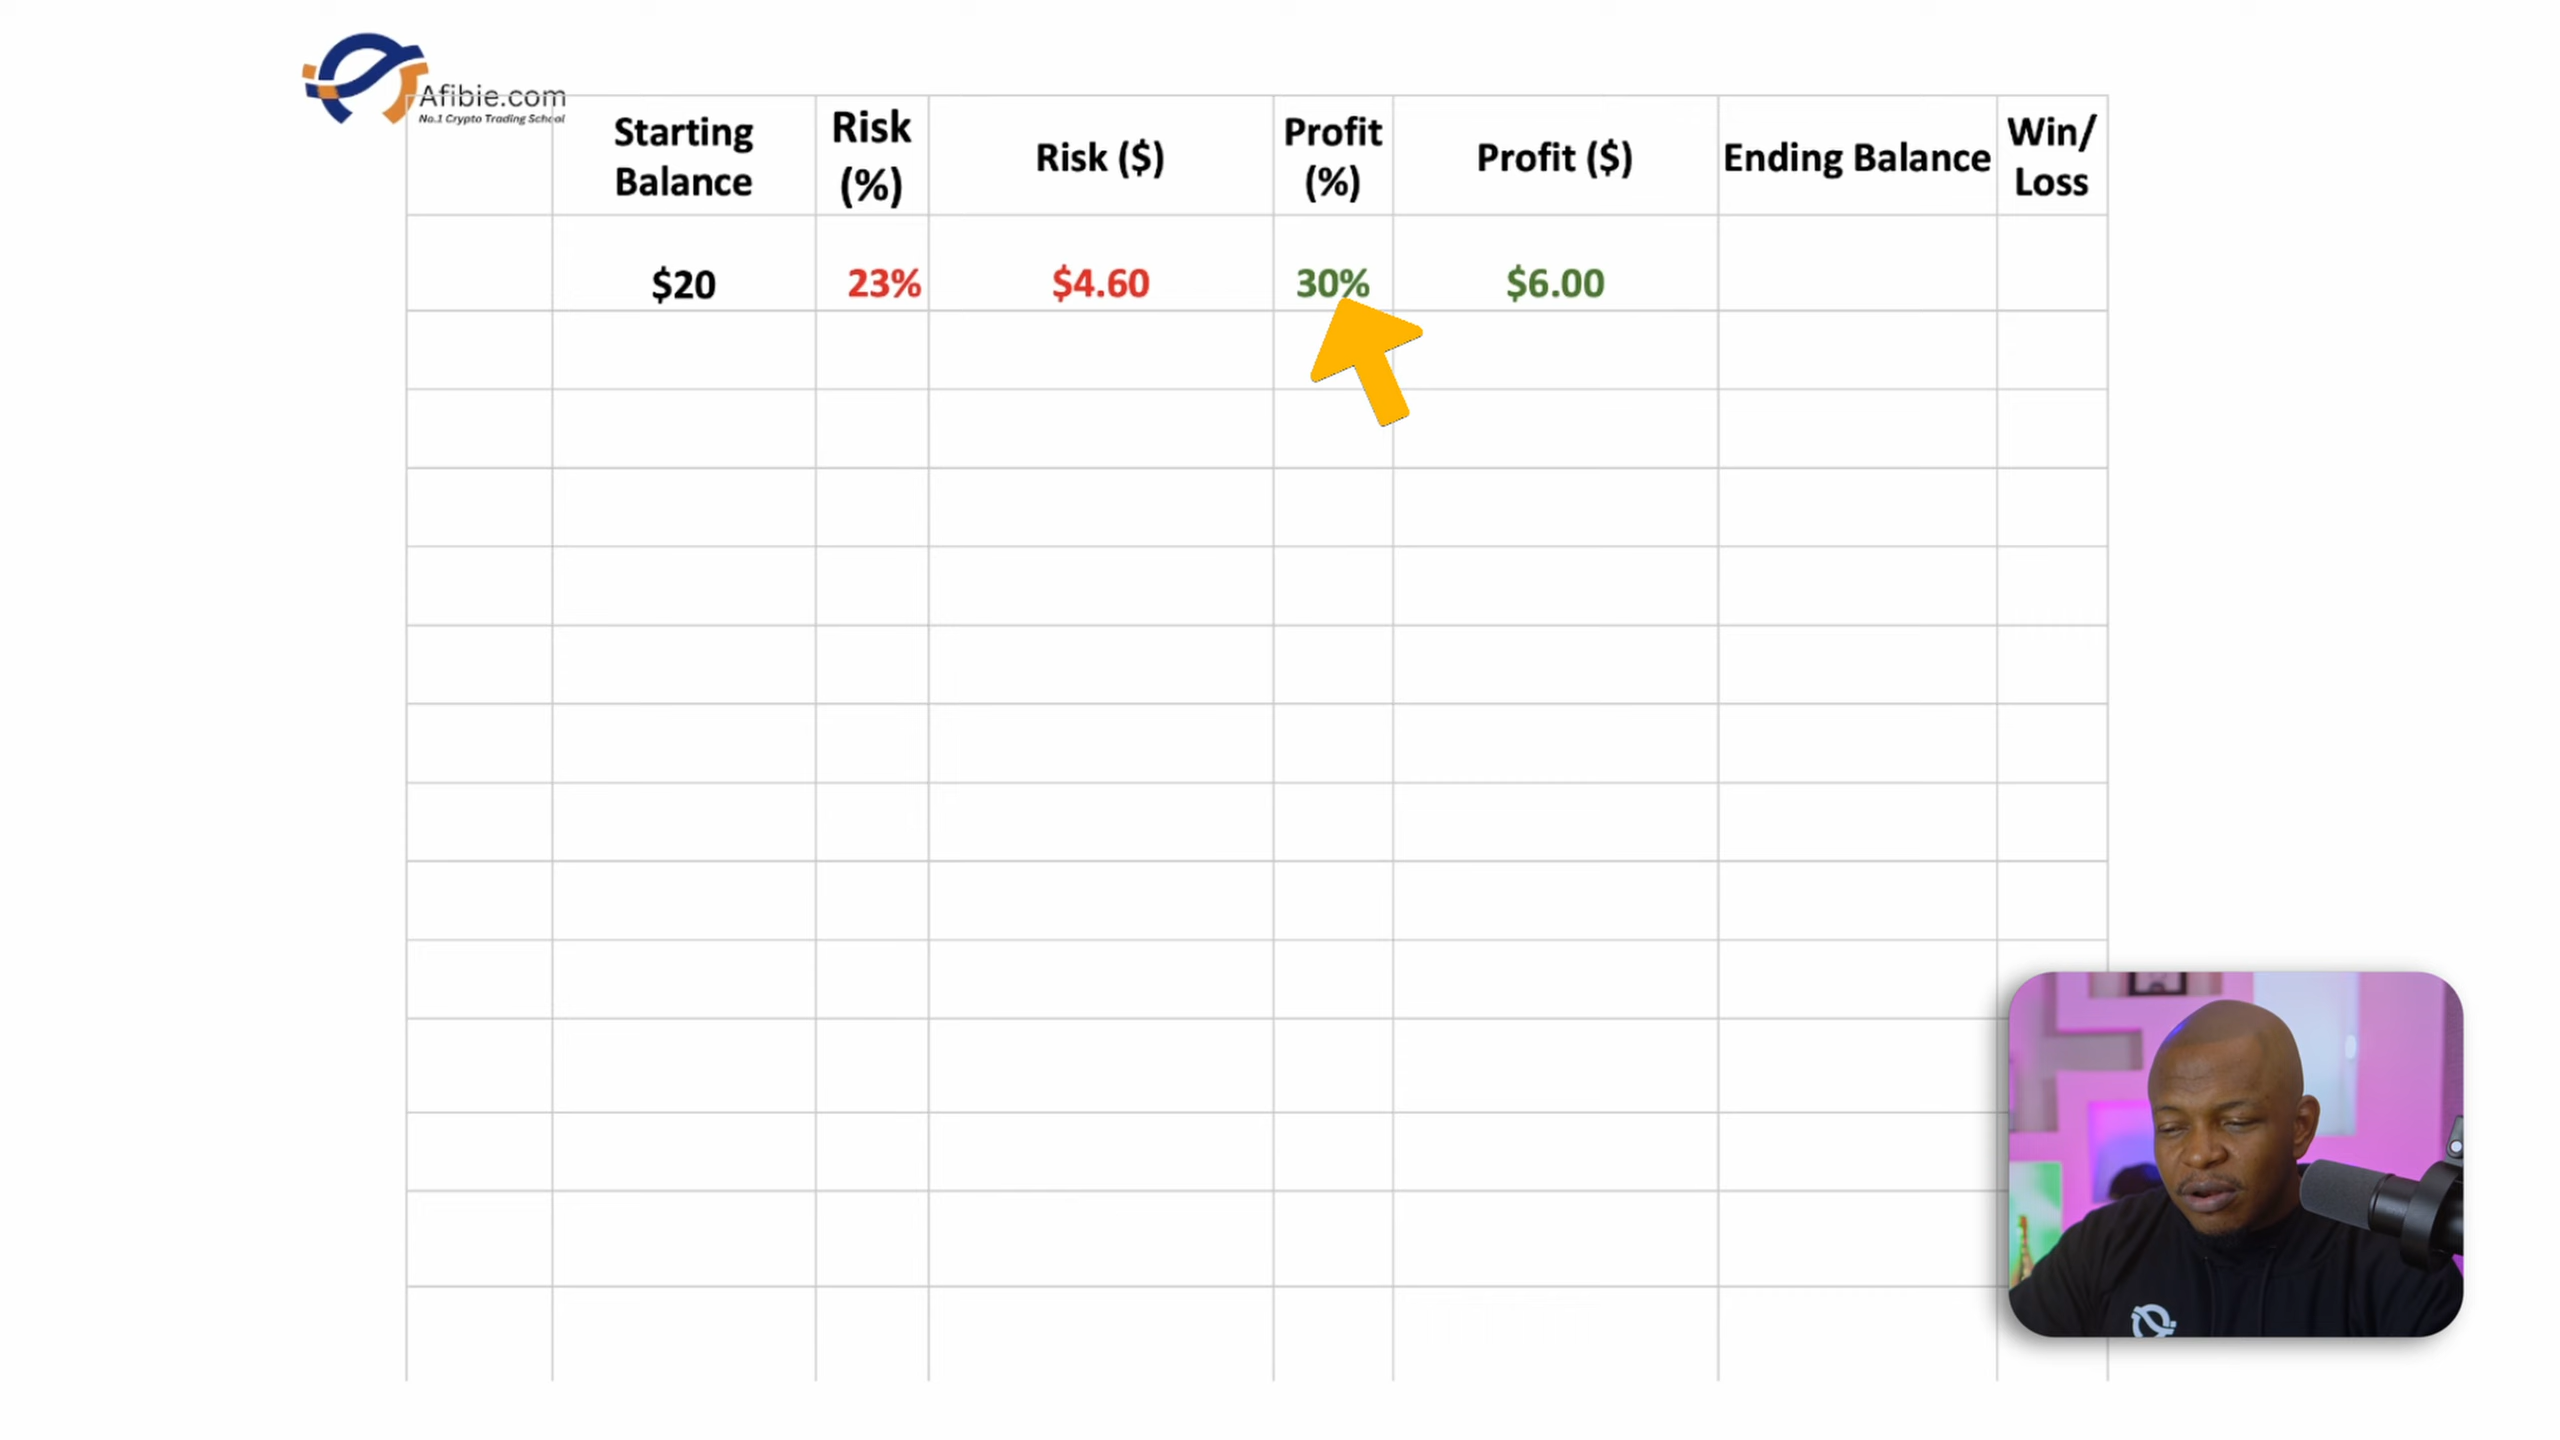 Afibie.com
No.1 Crypto Trading School
Starting
Balance
Risk
(%)
Risk ($)
Profit
(%)
Profit ($)
Ending Balance
Win/
Loss
$20
23%
$4.60
30%
$6.00